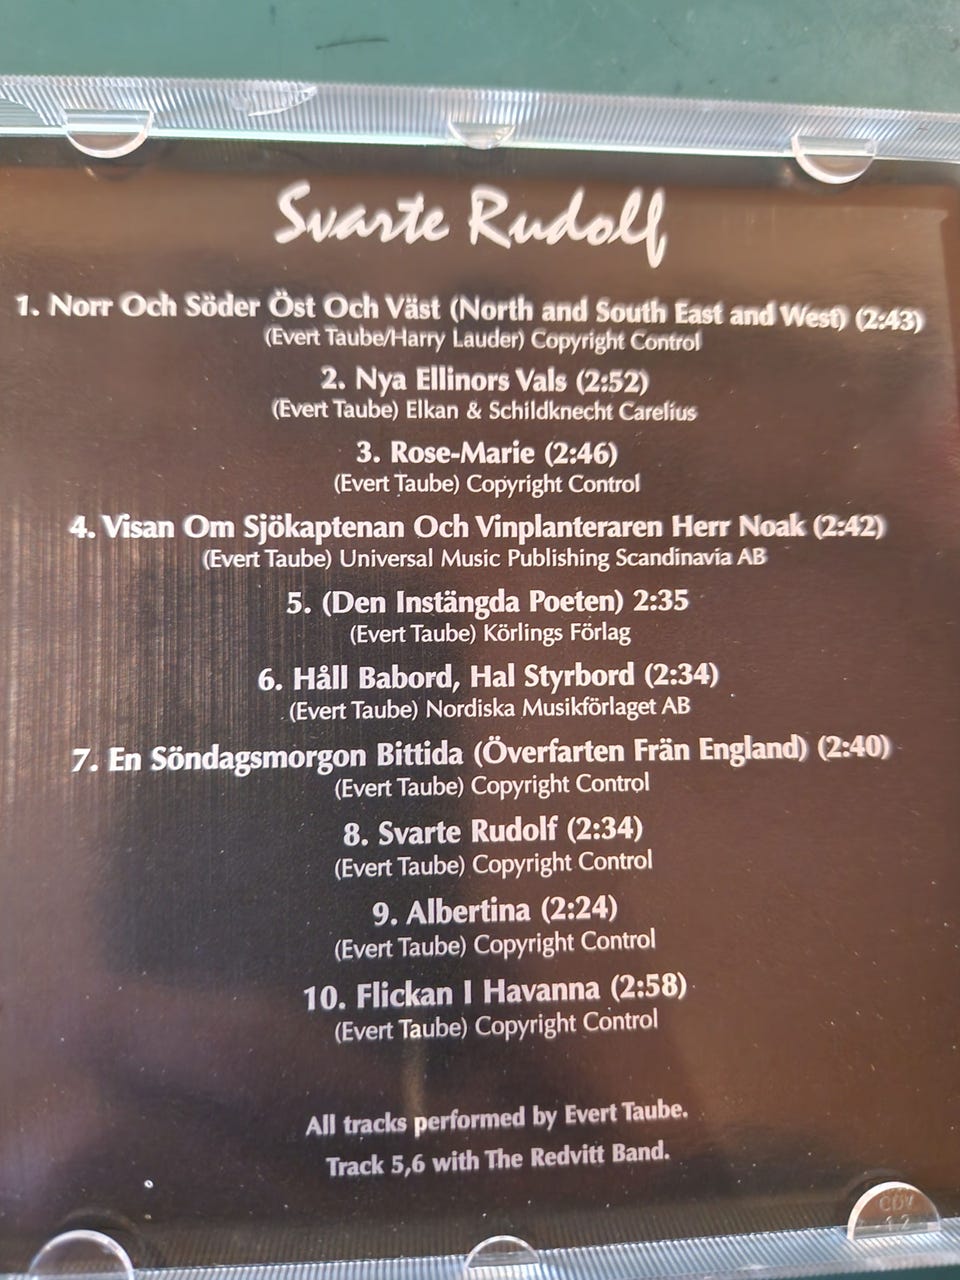 Svarte Rudolf
1. Norr Och Söder Öst Och Väst (North and South East and West) (2:43)
(Evert Taube/Harry Lauder) Copyright Control
2. Nya Ellinors Vals (2:52)
(Evert Taube) Elkan & Schildknecht Carelius
3. Rose-Marie (2:46)
(Evert Taube) Copyright Control
4. Visan Om Sjökaptenan Och Vinplanteraren Herr Noak (2:42)
(Evert Taube) Universal Music Publishing Scandinavia AB
5. (Den Instängda Poeten) 2:35
(Evert Taube) Körlings Förlag
6. Håll Babord, Hal Styrbord (2:34)
(Evert Taube) Nordiska Musikförlaget AB
7. En Söndagsmorgon Bittida (Överfarten Frän England) (2:40)
(Evert Taube) Copyright Control
8. Svarte Rudolf (2:34)
(Evert Taube) Copyright Control
9. Albertina (2:24)
(Evert Taube) Copyright Control
10. Flickan I Havanna (2:58)
(Evert Taube) Copyright Control
All tracks performed by Evert Taube.
Track 5,6 with The Redvitt Band.